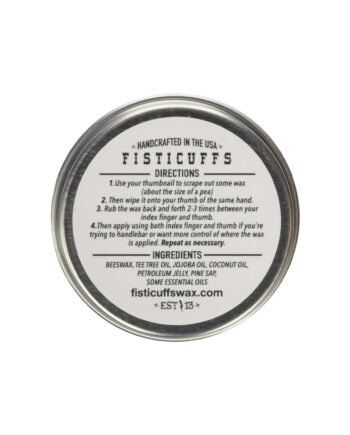 ★ HANDCRAFTED IN THE USA ★
FISTICUFFS
DIRECTIONS
1.Use your thumbnail to scrape out some wax
(about the size of a pea)
2. Then wipe it onto your thumb of the same hand.
3. Rub the wax back and forth 2-3 times between your
index finger and thumb.
4.Then apply using both index finger and thumb if you're
trying to handlebar or want more control of where the wax
is applied. Repeat as necessary.
INGREDIENTS
BEESWAX, TEE TREE OIL, JOJOBA OIL, COCONUT OIL,
PETROLEUM JELLY, PINE SAP,
SOME ESSENTIAL OILS
fisticuffswax.com
× EST 13 ×